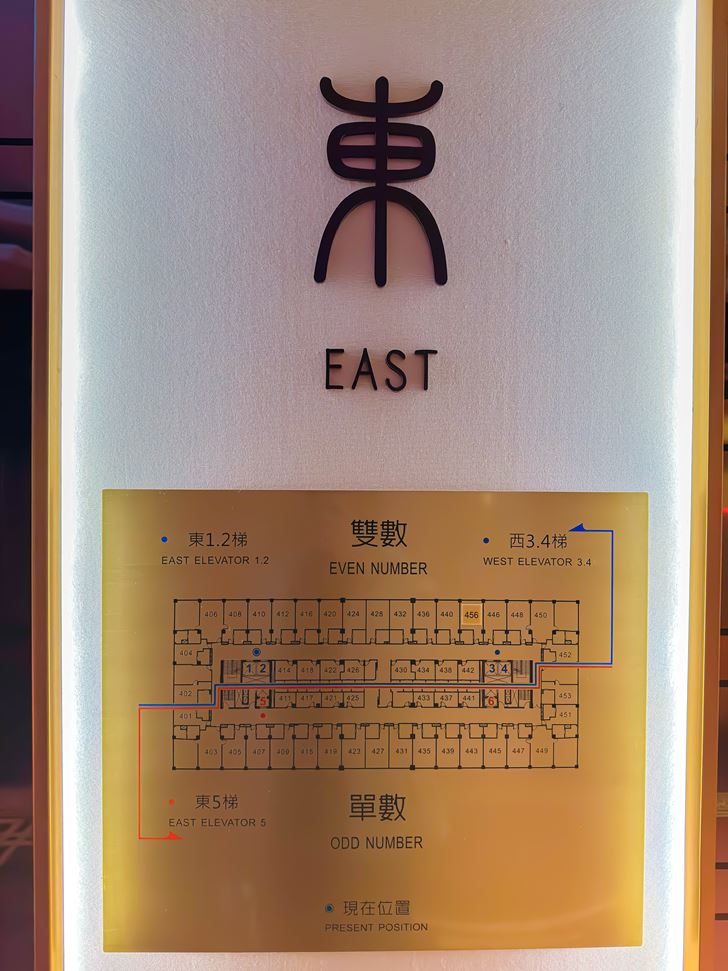 東
EAST
東1.2梯
EAST ELEVATOR 1.2
雙數
EVEN NUMBER
西3.4梯
WEST ELEVATOR 3.4
406 408 410 412 416 420 424 428 432 436 440 456 446 448 450
404 452
1 2 414 418 422 426 430 434 438 442 3 4
402 453
5 411 417 421 425 433 437 441 6
401 451
403 405 407 409 415 419 423 427 431 435 439 443 445 447 449
東5梯
EAST ELEVATOR 5
單數
ODD NUMBER
現在位置
PRESENT POSITION